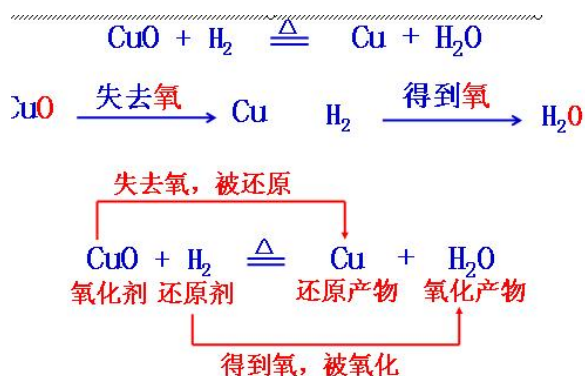 CuO + H₂ ≜ Cu + H₂O
CuO 失去氧 Cu H₂ 得到氧 H₂O
失去氧，被还原
CuO + H₂ ≜ Cu + H₂O
氧化剂 还原剂 还原产物 氧化产物
得到氧，被氧化